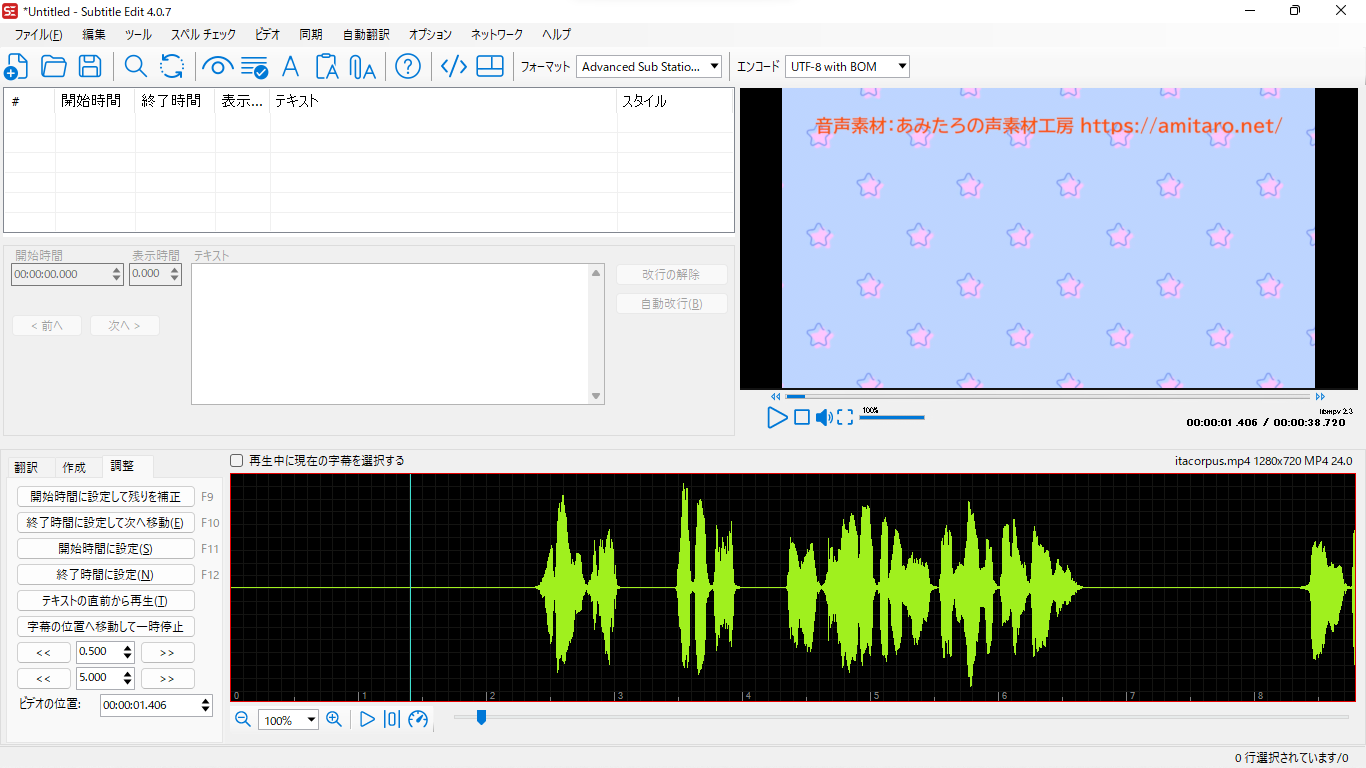 *Untitled - Subtitle Edit 4.0.7
ファイル(F) 編集 ツール スペル チェック ビデオ 同期 自動翻訳 オプション ネットワーク ヘルプ
フォーマット Advanced Sub Statio... エンコード UTF-8 with BOM
# 開始時間 終了時間 表示... テキスト スタイル
音声素材：あみたろの声素材工房 https://amitaro.net/
開始時間 表示時間 テキスト
00:00:00.000 0.000
改行の解除
自動改行(B)
< 前へ 次へ >
100%
libmpv 2.3
00:00:01.406 / 00:00:38.720
翻訳 作成 調整
再生中に現在の字幕を選択する
itacorpus.mp4 1280x720 MP4 24.0
開始時間に設定して残りを補正 F9
終了時間に設定して次へ移動(E) F10
開始時間に設定(S) F11
終了時間に設定(N) F12
テキストの直前から再生(T)
字幕の位置へ移動して一時停止
<< 0.500 >>
<< 5.000 >>
ビデオの位置: 00:00:01.406
0 1 2 3 4 5 6 7 8
100%
0 行選択されています/0